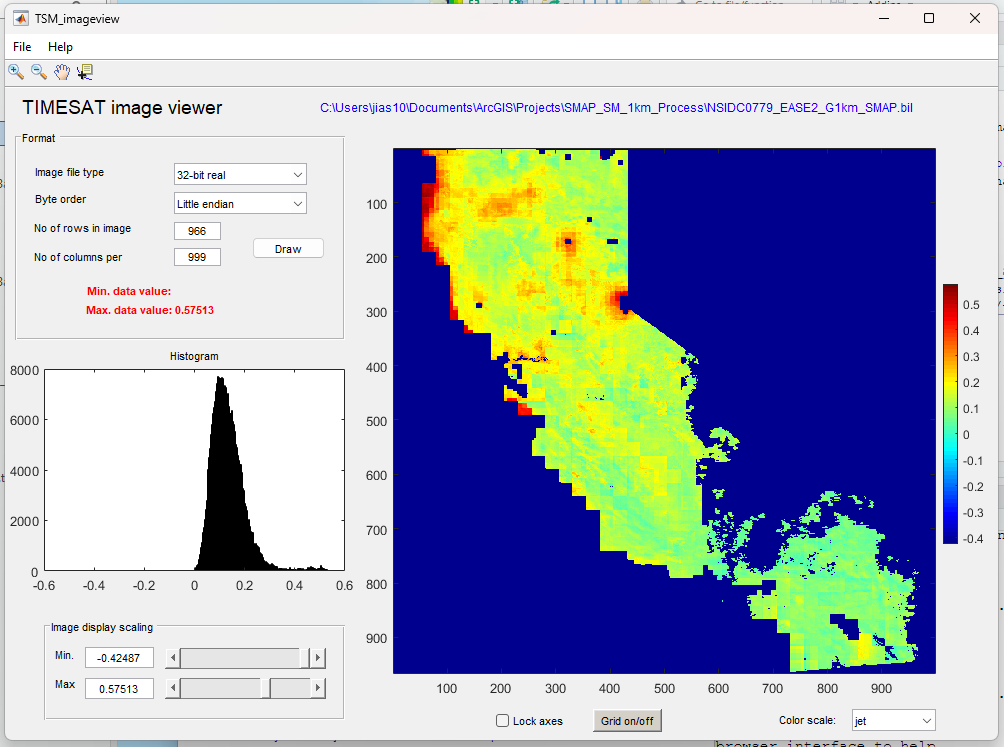 TSM_imageview
File Help
TIMESAT image viewer
C:\Users\jias10\Documents\ArcGIS\Projects\SMAP_SM_1km_Process\NSIDC0779_EASE2_G1km_SMAP.bil
Format
Image file type 32-bit real
Byte order Little endian
No of rows in image 966
No of columns per 999
Draw
Min. data value:
Max. data value: 0.57513
Histogram
8000
6000
4000
2000
0
-0.6 -0.4 -0.2 0 0.2 0.4 0.6
Image display scaling
Min. -0.42487
Max 0.57513
100
200
300
400
500
600
700
800
900
100 200 300 400 500 600 700 800 900
0.5
0.4
0.3
0.2
0.1
0
-0.1
-0.2
-0.3
-0.4
Lock axes
Grid on/off
Color scale: jet
browser interface to help